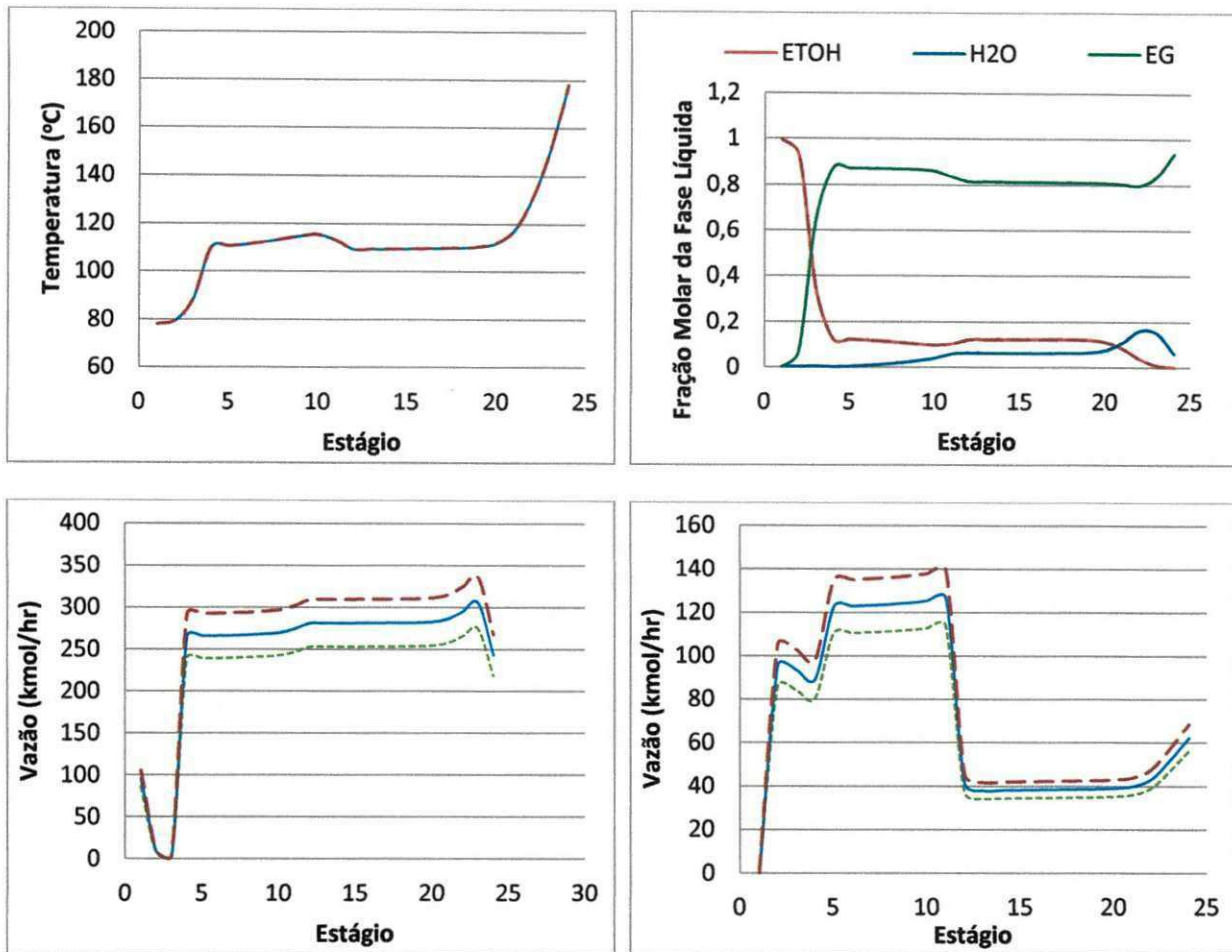 Temperatura (ºC)
200
180
160
140
120
100
80
60
0 5 10 15 20 25
Estágio
ETOH H2O EG
Fração Molar da Fase Líquida
1,2
1
0,8
0,6
0,4
0,2
0
0 5 10 15 20 25
Estágio
Vazão (kmol/hr)
400
350
300
250
200
150
100
50
0
0 5 10 15 20 25 30
Estágio
Vazão (kmol/hr)
160
140
120
100
80
60
40
20
0
0 5 10 15 20 25
Estágio